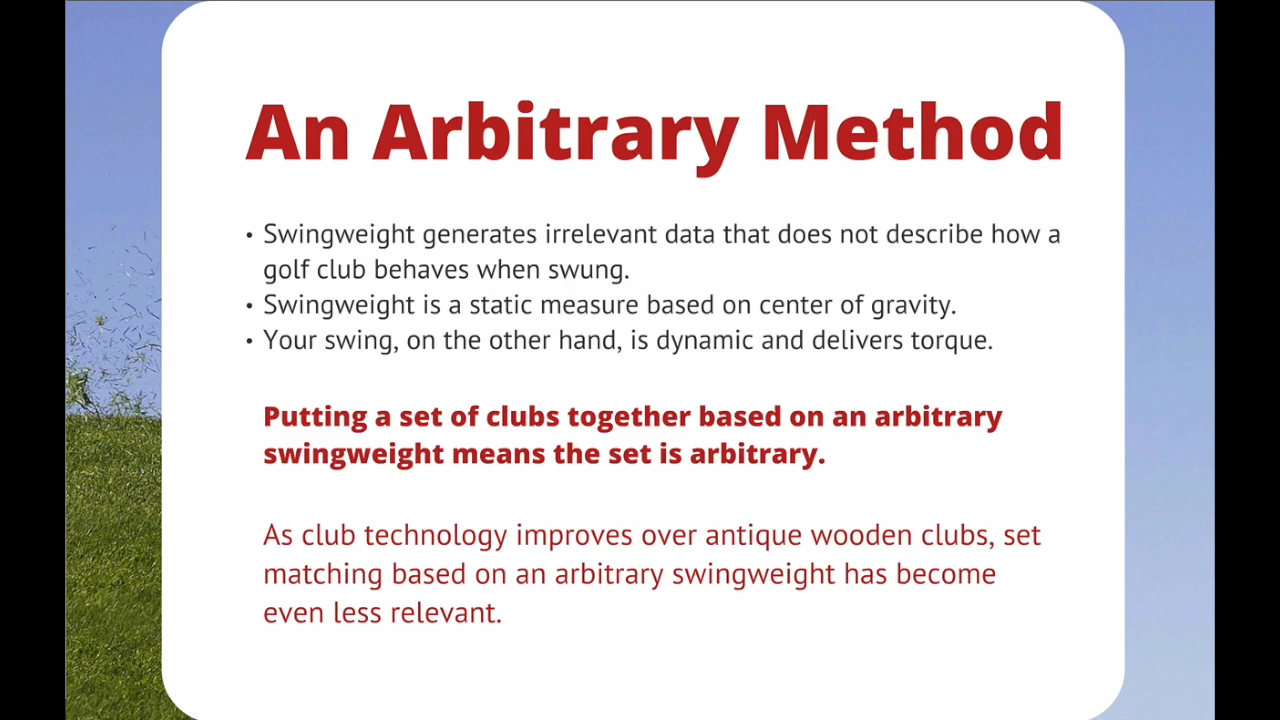 An Arbitrary Method
• Swingweight generates irrelevant data that does not describe how a
golf club behaves when swung.
• Swingweight is a static measure based on center of gravity.
• Your swing, on the other hand, is dynamic and delivers torque.
Putting a set of clubs together based on an arbitrary
swingweight means the set is arbitrary.
As club technology improves over antique wooden clubs, set
matching based on an arbitrary swingweight has become
even less relevant.